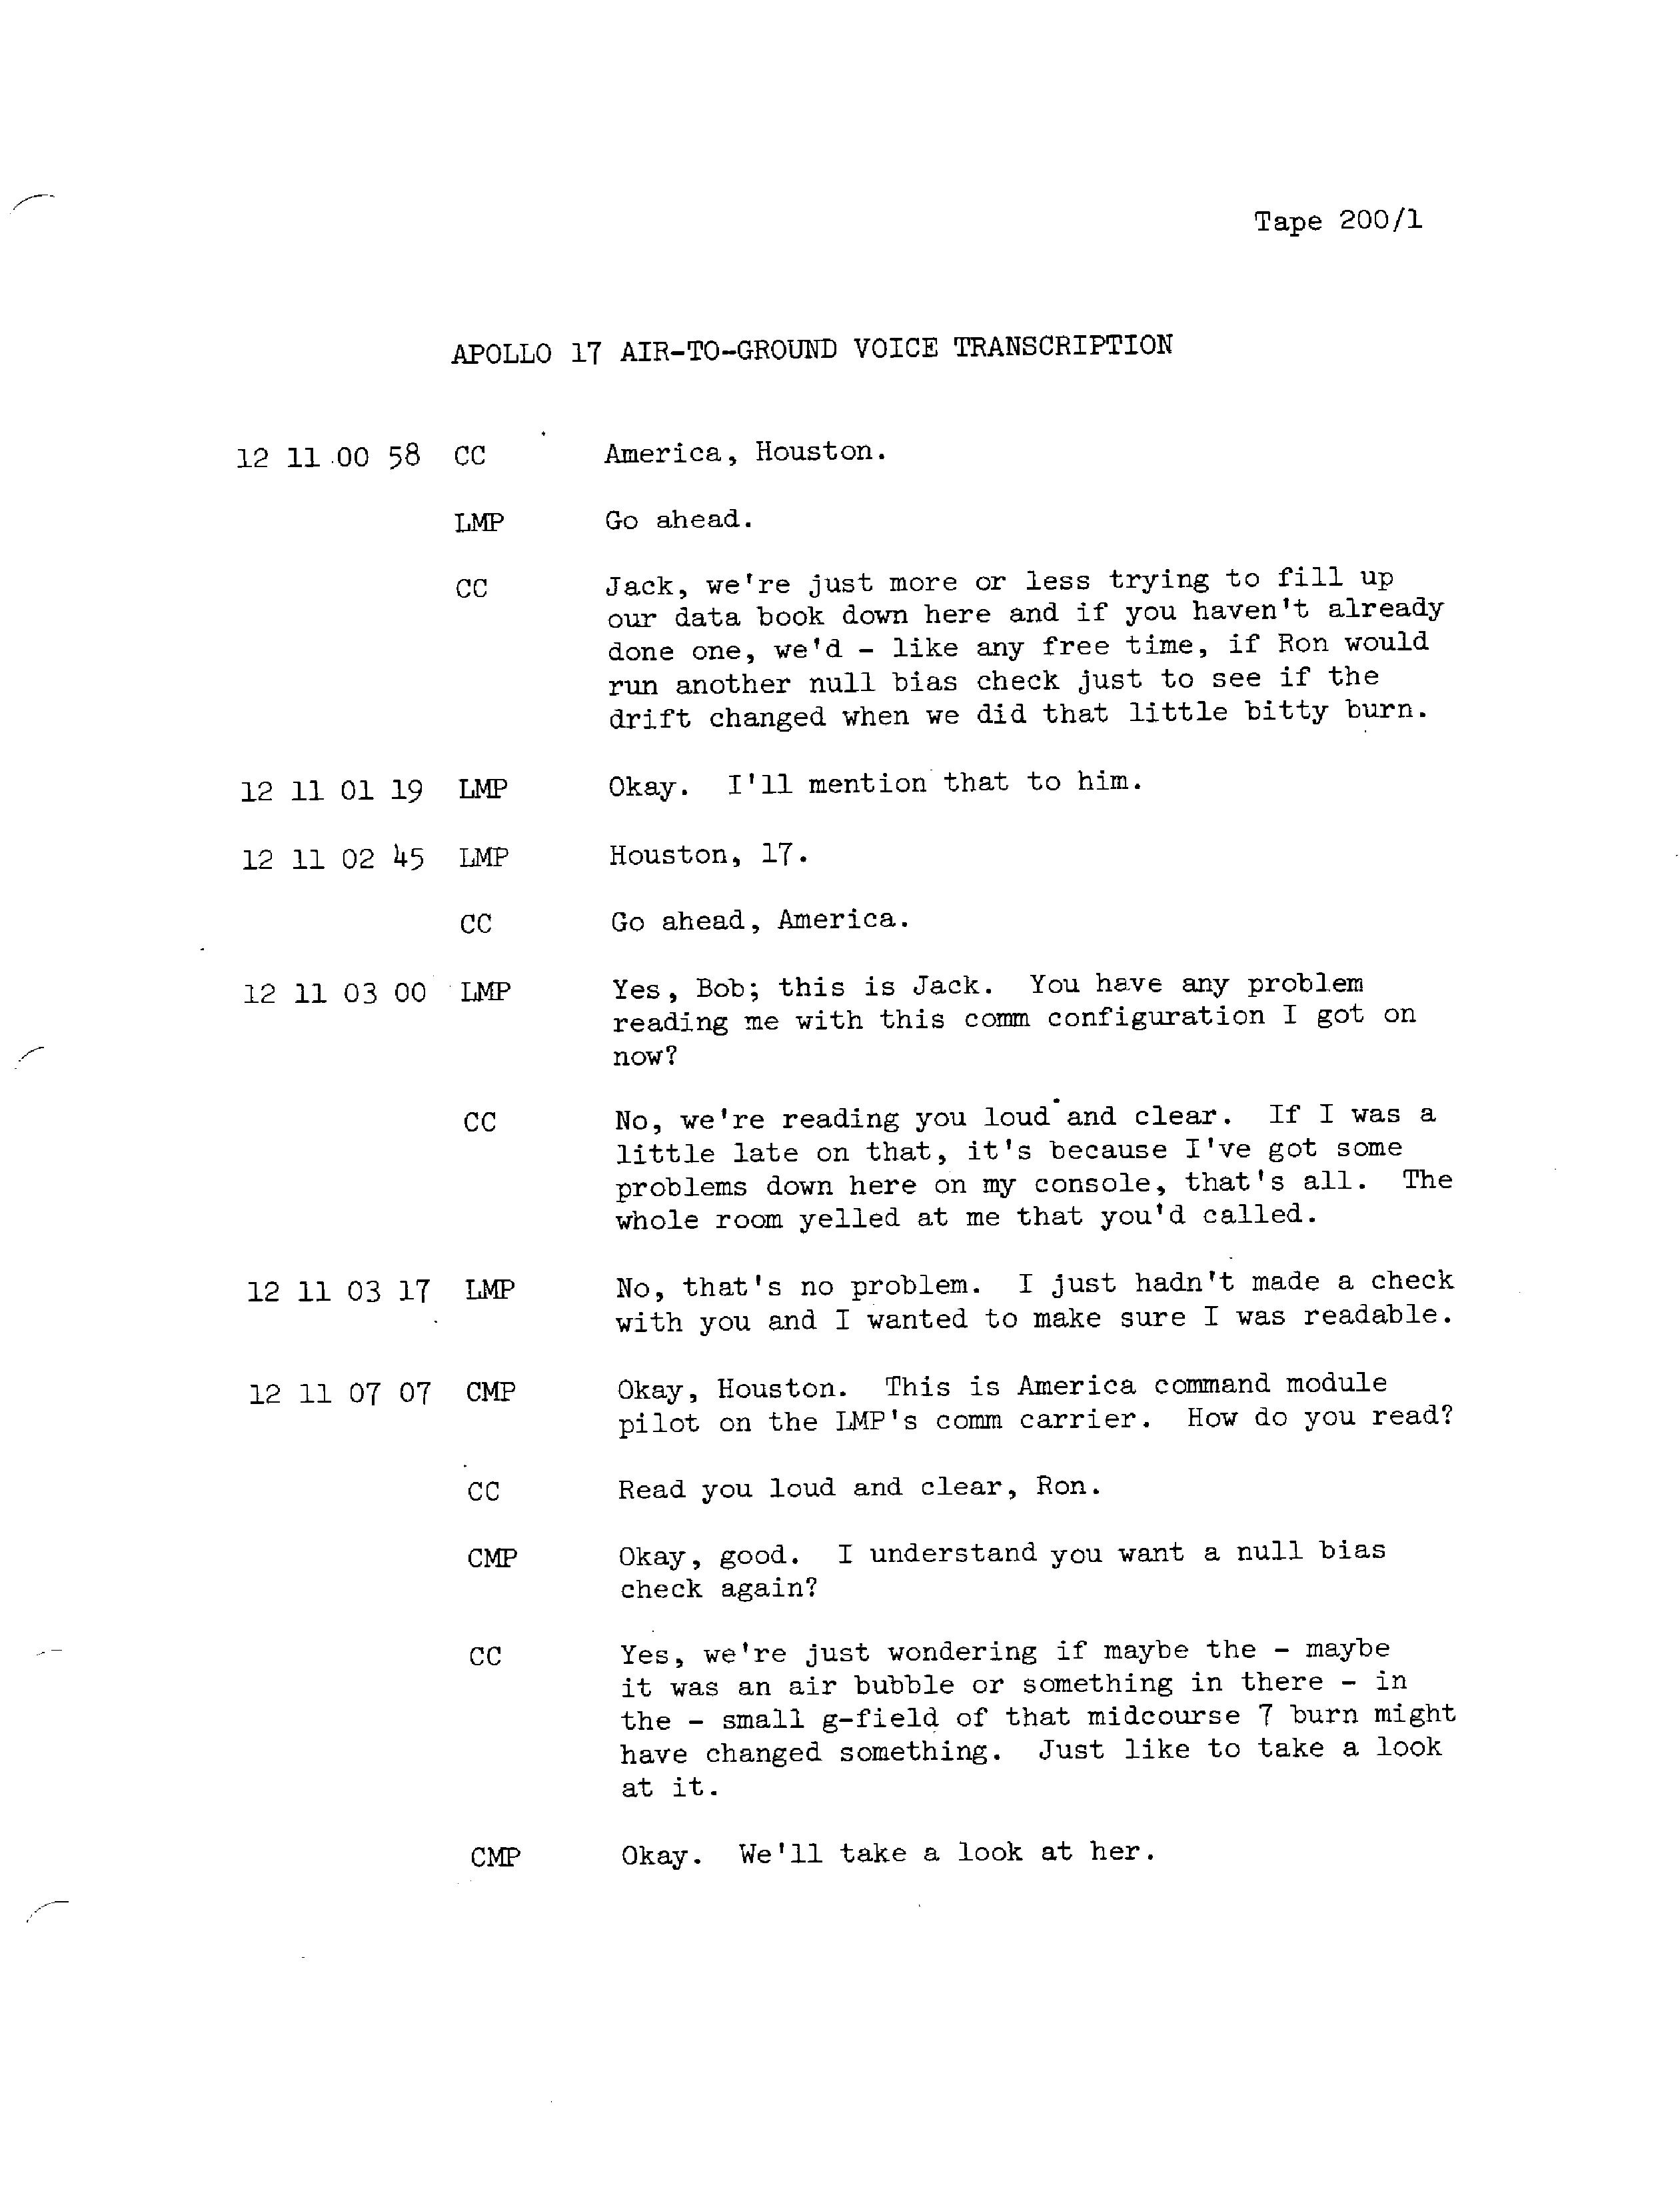 Tape 200/1
APOLLO 17 AIR-TO-GROUND VOICE TRANSCRIPTION
12 11 00 58 CC America, Houston.
LMP Go ahead.
CC Jack, we're just more or less trying to fill up
our data book down here and if you haven't already
done one, we'd - like any free time, if Ron would
run another null bias check just to see if the
drift changed when we did that little bitty burn.
12 11 01 19 LMP Okay. I'll mention that to him.
12 11 02 45 LMP Houston, 17.
CC Go ahead, America.
12 11 03 00 LMP Yes, Bob; this is Jack. You have any problem
reading me with this comm configuration I got on
now?
CC No, we're reading you loud and clear. If I was a
little late on that, it's because I've got some
problems down here on my console, that's all. The
whole room yelled at me that you'd called.
12 11 03 17 LMP No, that's no problem. I just hadn't made a check
with you and I wanted to make sure I was readable.
12 11 07 07 CMP Okay, Houston. This is America command module
pilot on the LMP's comm carrier. How do you read?
CC Read you loud and clear, Ron.
CMP Okay, good. I understand you want a null bias
check again?
CC Yes, we're just wondering if maybe the - maybe
it was an air bubble or something in there - in
the - small g-field of that midcourse 7 burn might
have changed something. Just like to take a look
at it.
CMP Okay. We'll take a look at her.